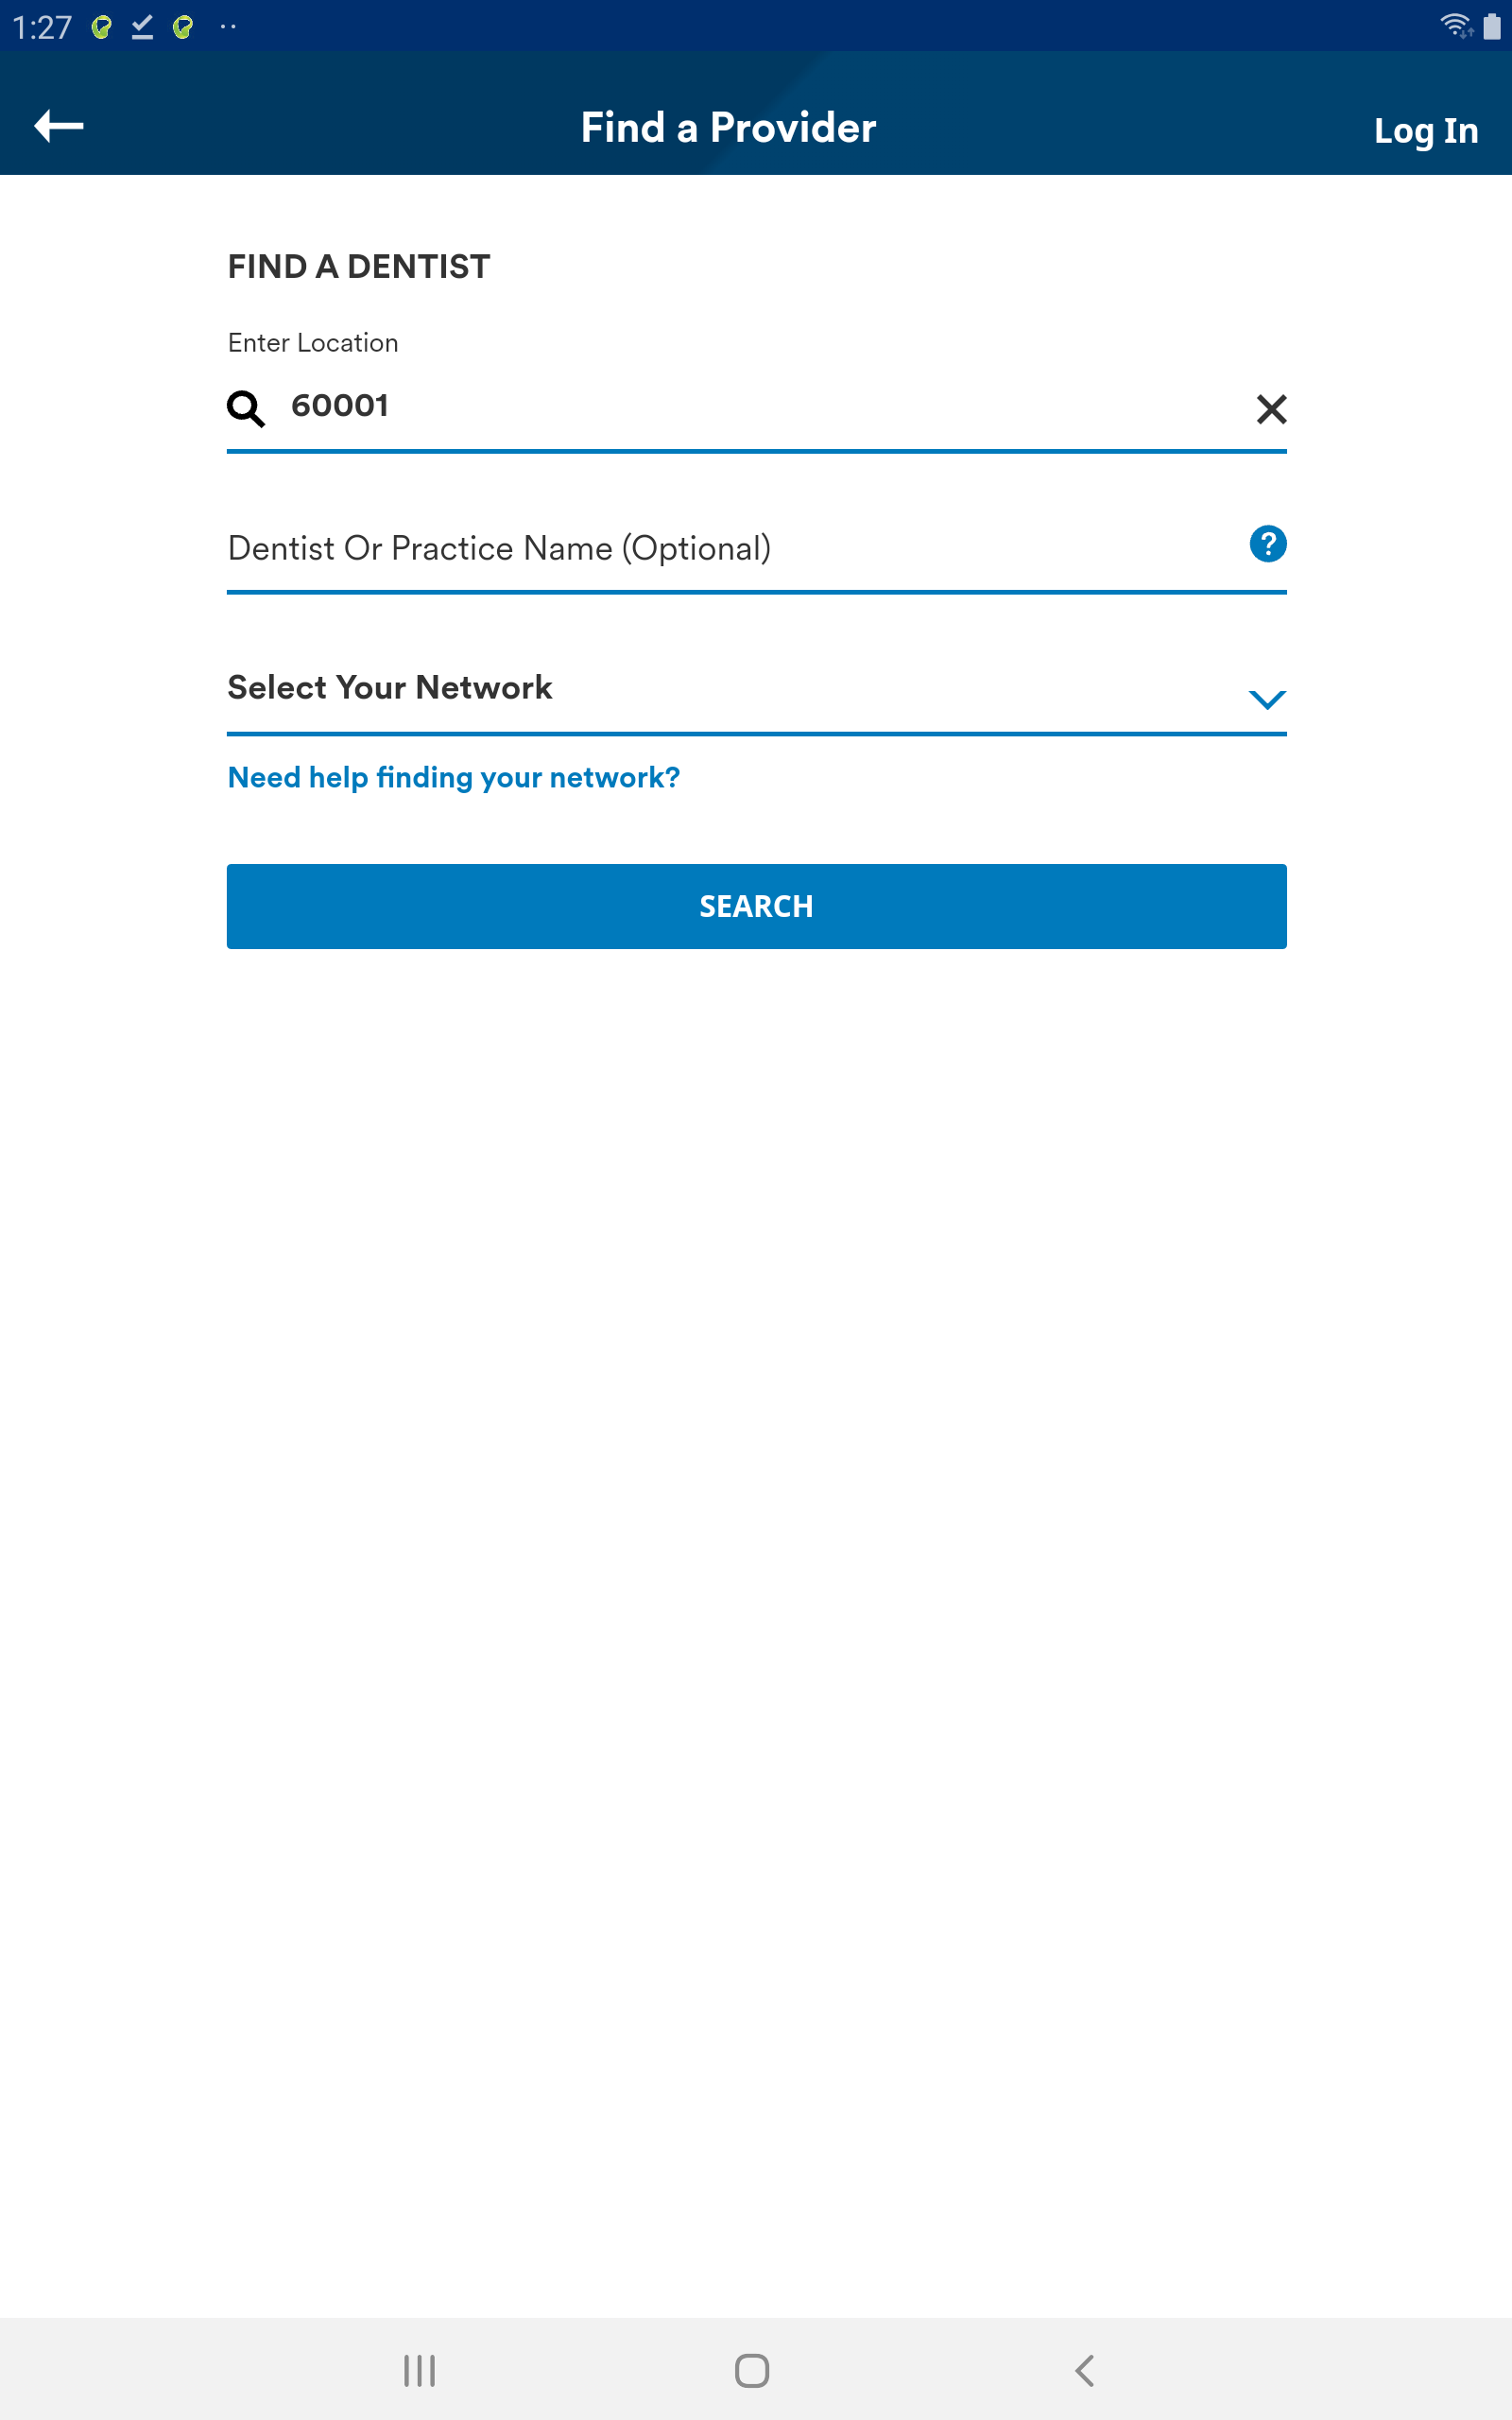 1:27
Find a Provider
Log In
FIND A DENTIST
Enter Location
60001
Dentist Or Practice Name (Optional)
?
Select Your Network
Need help finding your network?
SEARCH